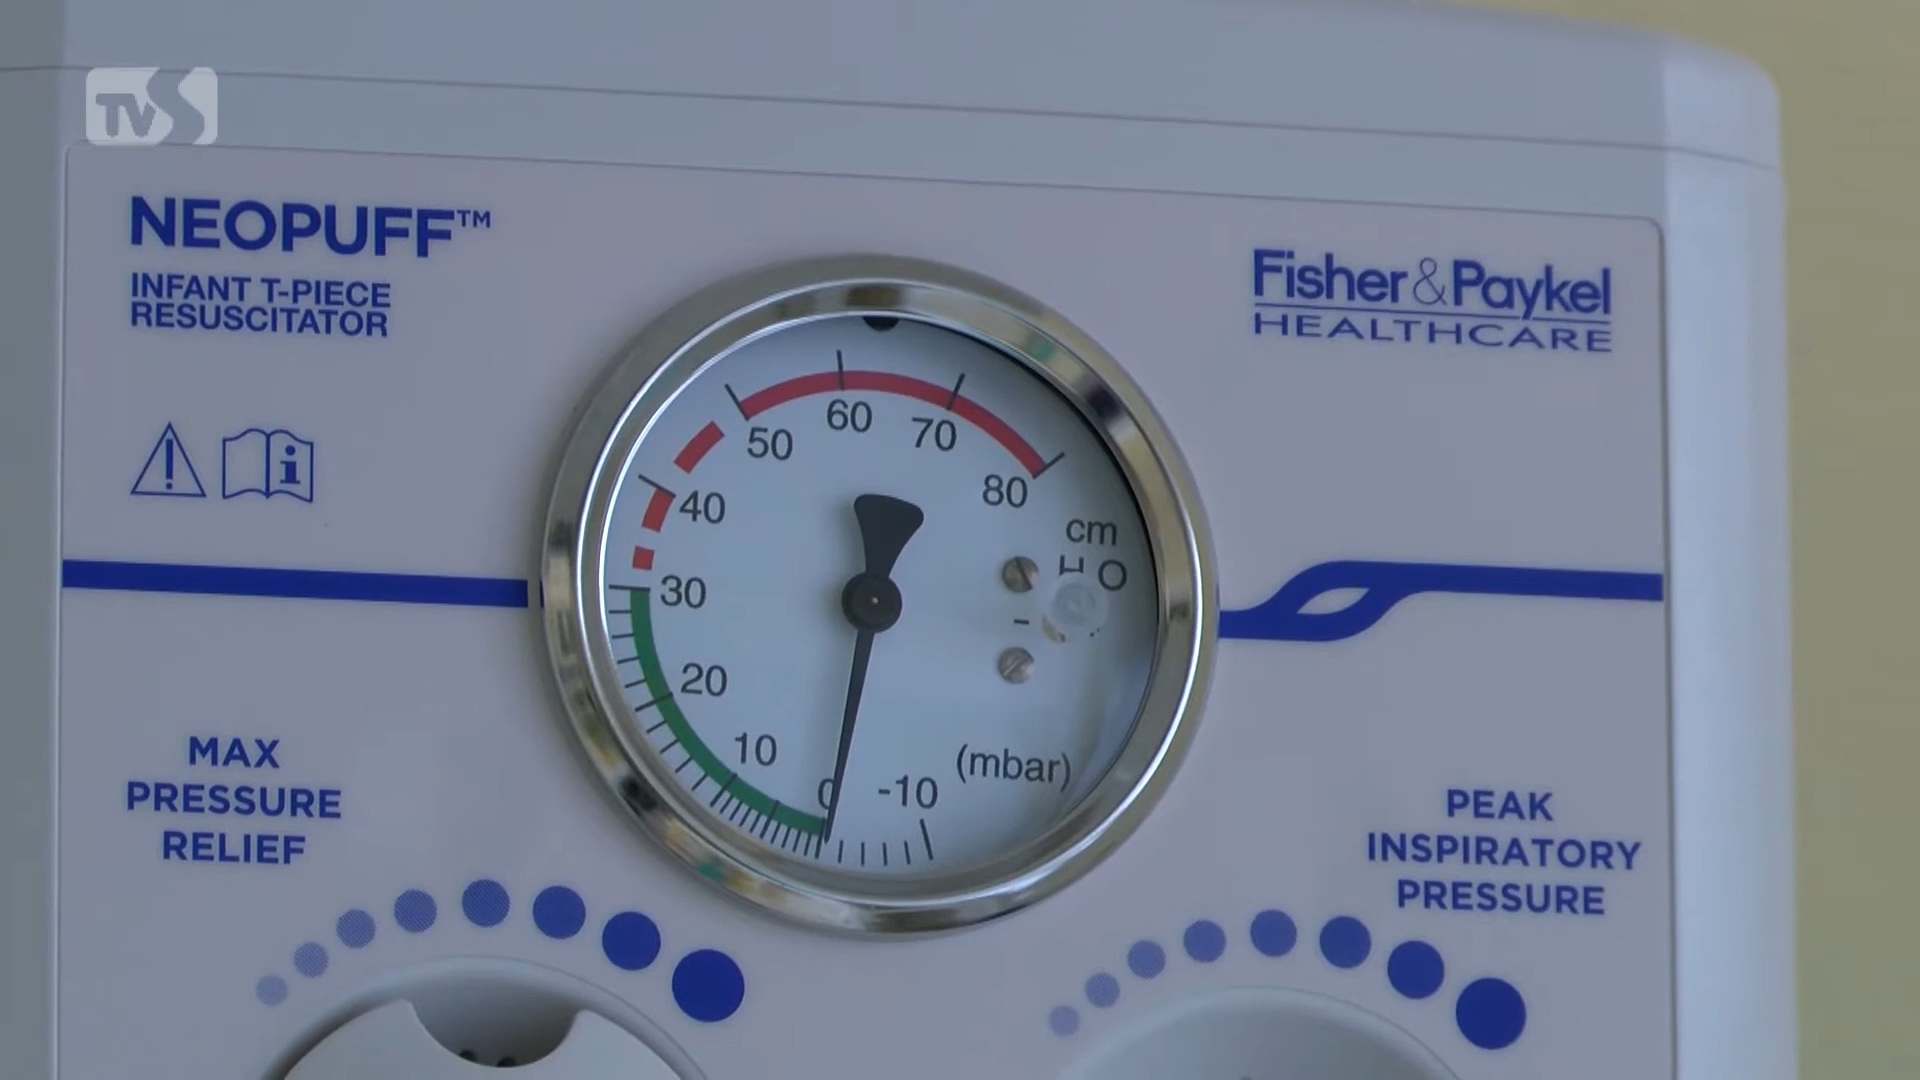 TVS
NEOPUFF™
INFANT T-PIECE
RESUSCITATOR
Fisher & Paykel
HEALTHCARE
60
70
50
80
40
cm
H O
30
-
20
10
(mbar)
0
-10
MAX
PRESSURE
RELIEF
PEAK
INSPIRATORY
PRESSURE